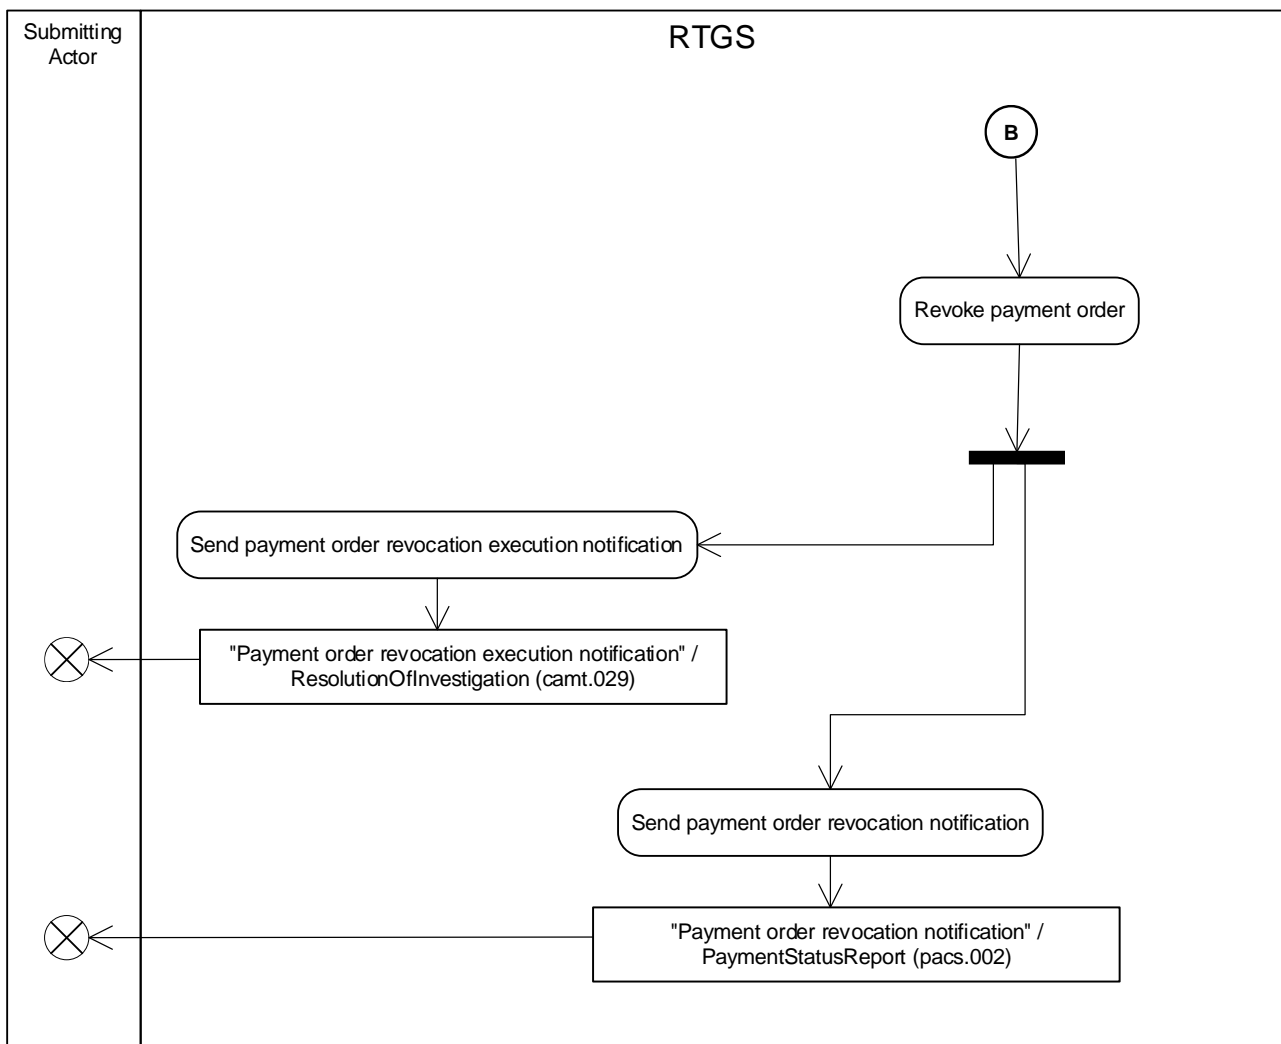 Submitting
Actor
RTGS
B
Revoke payment order
Send payment order revocation execution notification
"Payment order revocation execution notification" /
ResolutionOfInvestigation (camt.029)
Send payment order revocation notification
"Payment order revocation notification" /
PaymentStatusReport (pacs.002)